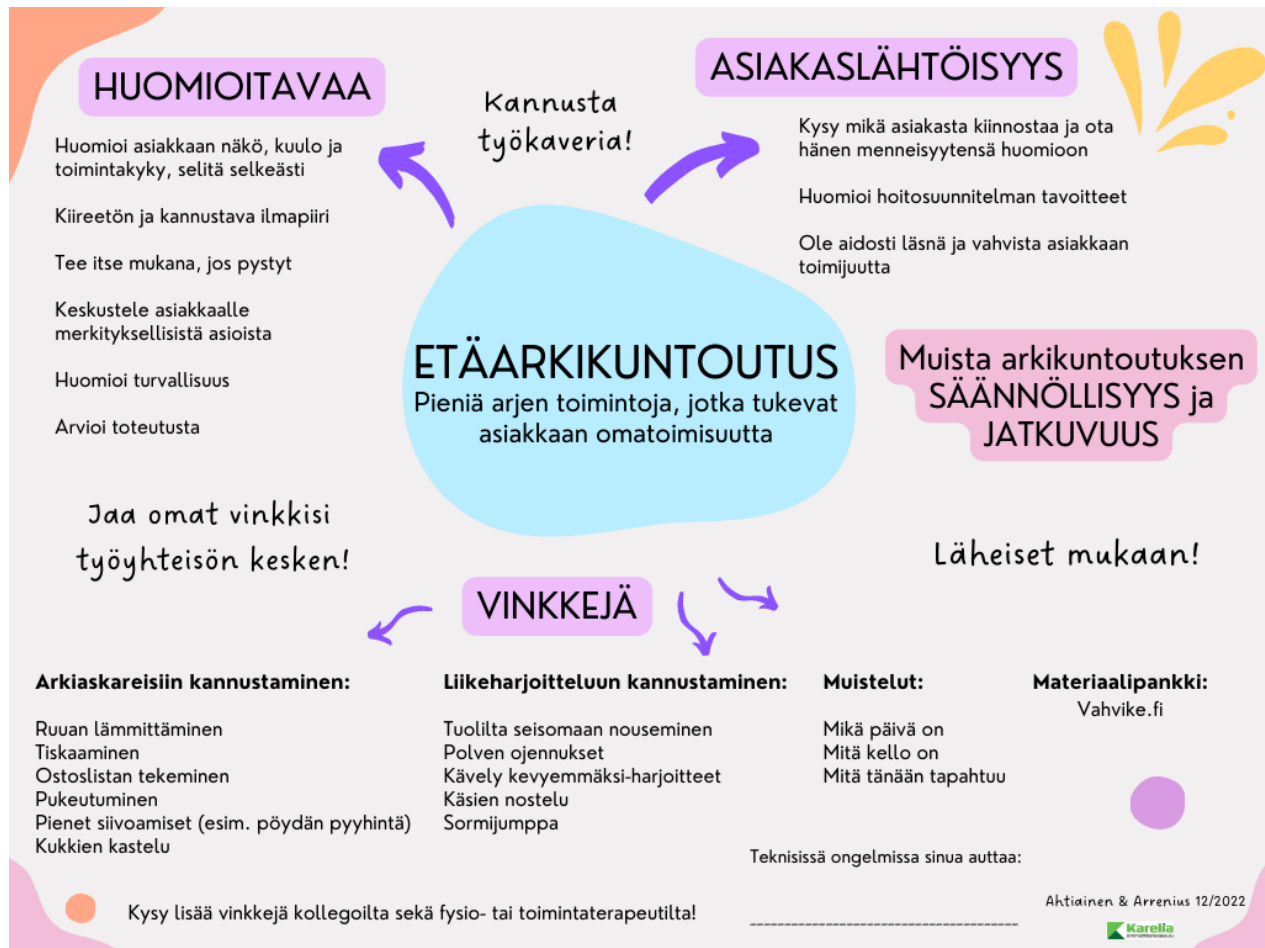 HUOMIOITAVAA
Huomioi asiakkaan näkö, kuulo ja
toimintakyky, selitä selkeästi
Kiireetön ja kannustava ilmapiiri
Tee itse mukana, jos pystyt
Keskustele asiakkaalle
merkityksellisistä asioista
Huomioi turvallisuus
Arvioi toteutusta
Kannusta
työkaveria!
ASIAKASLÄHTÖISYYS
Kysy mikä asiakasta kiinnostaa ja ota
hänen menneisyytensä huomioon
Huomioi hoitosuunnitelman tavoitteet
Ole aidosti läsnä ja vahvista asiakkaan
toimijuutta
ETÄARKIKUNTOUTUS
Pieniä arjen toimintoja, jotka tukevat
asiakkaan omatoimisuutta
Muista arkikuntoutuksen
SÄÄNNÖLLISYYS ja
JATKUVUUS
Jaa omat vinkkisi
työyhteisön kesken!
Läheiset mukaan!
VINKKEJÄ
Arkiaskareisiin kannustaminen:
Ruuan lämmittäminen
Tiskaaminen
Ostoslistan tekeminen
Pukeutuminen
Pienet siivoamiset (esim. pöydän pyyhintä)
Kukkien kastelu
Liikeharjoitteluun kannustaminen:
Tuolilta seisomaan nouseminen
Polven ojennukset
Kävely kevyemmäksi-harjoitteet
Käsien nostelu
Sormijumppa
Muistelut:
Mikä päivä on
Mitä kello on
Mitä tänään tapahtuu
Materiaalipankki:
Vahvike.fi
Teknisissä ongelmissa sinua auttaa:
____________________________________
Kysy lisää vinkkejä kollegoilta sekä fysio- tai toimintaterapeutilta!
Ahtiainen & Arrenius 12/2022
Karelia